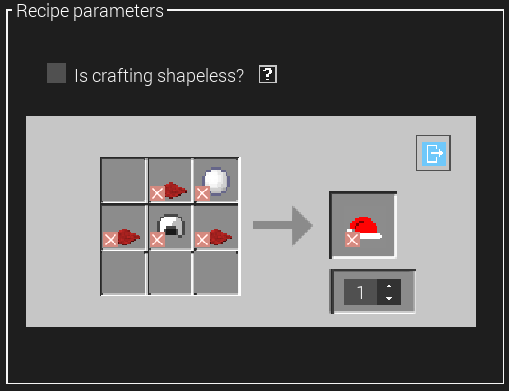 Recipe parameters
Is crafting shapeless? ?
1